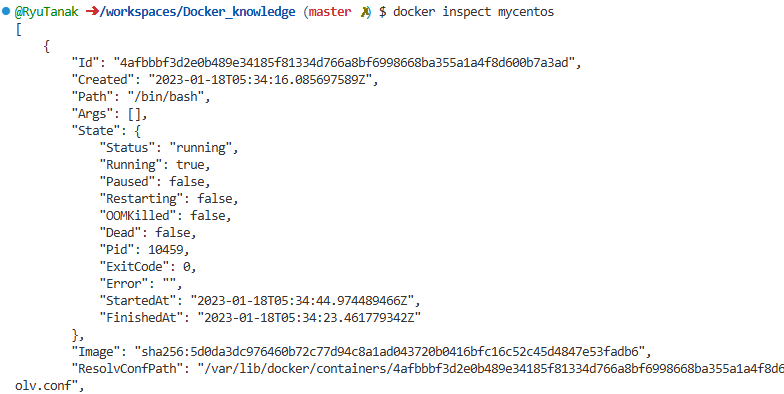 @RyuTanak ➜/workspaces/Docker_knowledge (master ✗) $ docker inspect mycentos
[
    {
        "Id": "4afbbbf3d2e0b489e34185f81334d766a8bf6998668ba355a1a4f8d600b7a3ad",
        "Created": "2023-01-18T05:34:16.085697589Z",
        "Path": "/bin/bash",
        "Args": [],
        "State": {
            "Status": "running",
            "Running": true,
            "Paused": false,
            "Restarting": false,
            "OOMKilled": false,
            "Dead": false,
            "Pid": 10459,
            "ExitCode": 0,
            "Error": "",
            "StartedAt": "2023-01-18T05:34:44.974489466Z",
            "FinishedAt": "2023-01-18T05:34:23.461779342Z"
        },
        "Image": "sha256:5d0da3dc976460b72c77d94c8a1ad043720b0416bfc16c52c45d4847e53fadb6",
        "ResolvConfPath": "/var/lib/docker/containers/4afbbbf3d2e0b489e34185f81334d766a8bf6998668ba355a1a4f8d6
olv.conf",